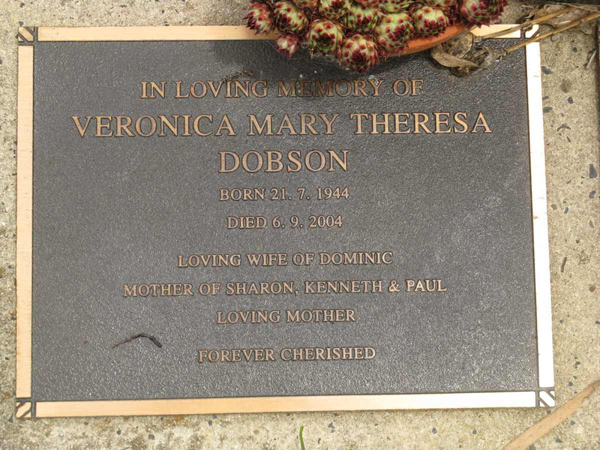 IN LOVING MEMORY OF
VERONICA MARY THERESA
DOBSON
BORN 21. 7. 1944
DIED 6. 9. 2004
LOVING WIFE OF DOMINIC
MOTHER OF SHARON, KENNETH & PAUL
LOVING MOTHER
FOREVER CHERISHED